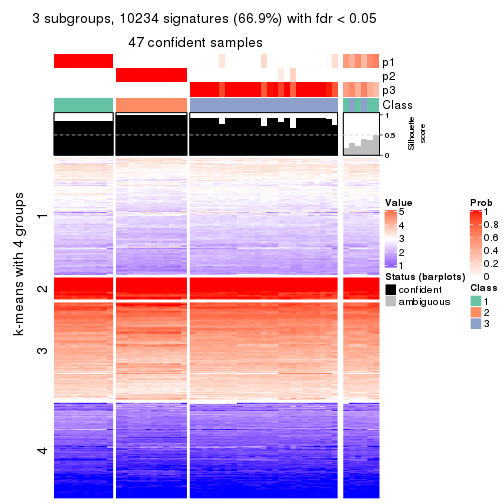 3 subgroups, 10234 signatures (66.9%) with fdr < 0.05
47 confident samples
p1
p2
p3
Class
1
0.5
0
Silhouette
score
k-means with 4 groups
1
2
3
4
Value
5
4
3
2
1
Status (barplots)
confident
ambiguous
Prob
1
0.8
0.6
0.4
0.2
0
Class
1
2
3